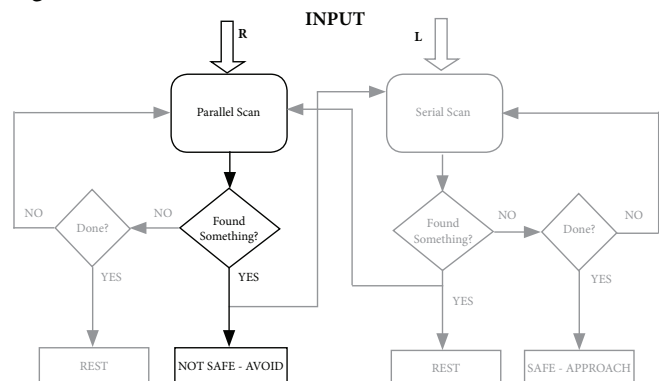 INPUT
R
L
Parallel Scan
Serial Scan
NO
Done?
NO
Found
Something?
Found
Something?
NO
Done?
NO
YES
YES
YES
YES
REST
NOT SAFE - AVOID
REST
SAFE - APPROACH